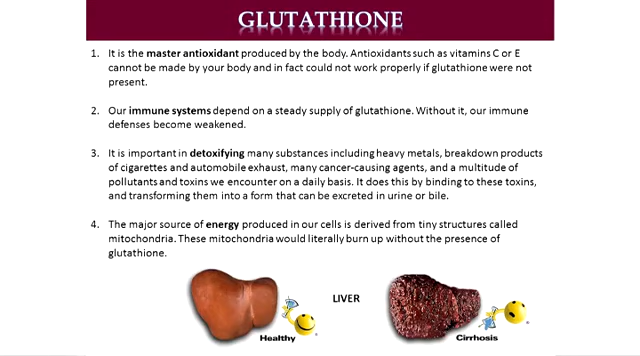 GLUTATHIONE
1. It is the master antioxidant produced by the body. Antioxidants such as vitamins C or E
cannot be made by your body and in fact could not work properly if glutathione were not
present.
2. Our immune systems depend on a steady supply of glutathione. Without it, our immune
defenses become weakened.
3. It is important in detoxifying many substances including heavy metals, breakdown products
of cigarettes and automobile exhaust, many cancer-causing agents, and a multitude of
pollutants and toxins we encounter on a daily basis. It does this by binding to these toxins,
and transforming them into a form that can be excreted in urine or bile.
4. The major source of energy produced in our cells is derived from tiny structures called
mitochondria. These mitochondria would literally burn up without the presence of
glutathione.
LIVER
Healthy
Cirrhosis